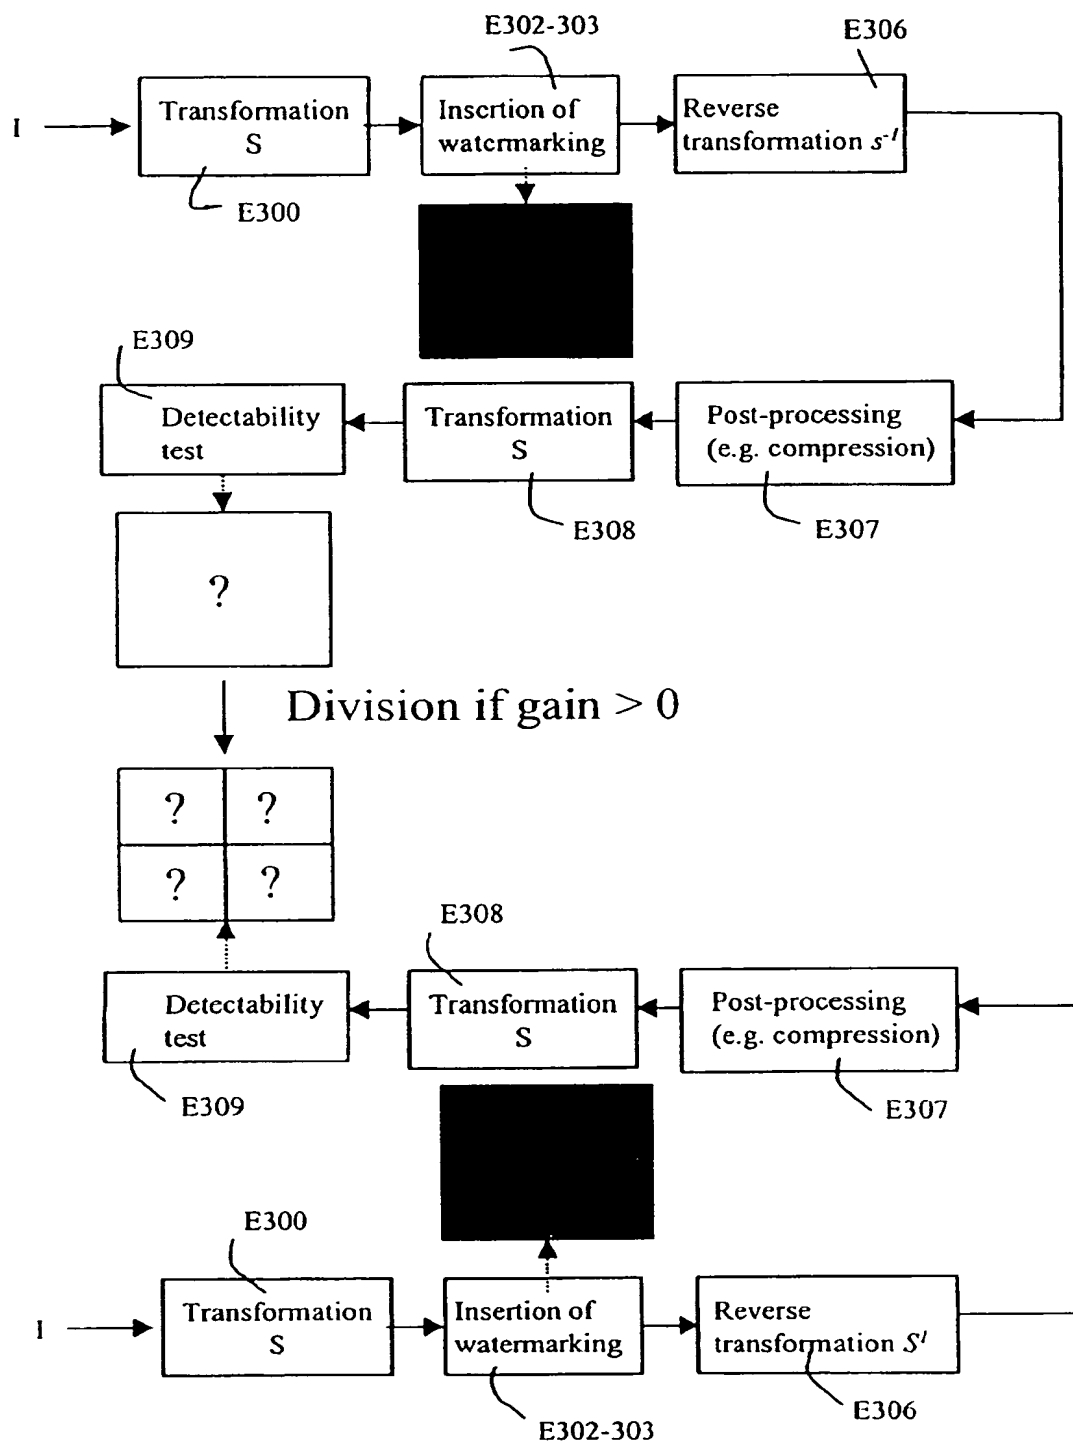 E302-303
E306
I
Transformation
S
Insertion of
watermarking
Reverse
transformation s⁻¹
E300
E309
Detectability
test
Transformation
S
Post-processing
(e.g. compression)
E308
E307
?
Division if gain > 0
? ?
? ?
E308
Detectability
test
Transformation
S
Post-processing
(e.g. compression)
E309
E307
E300
I
Transformation
S
Insertion of
watermarking
Reverse
transformation S¹
E302-303
E306